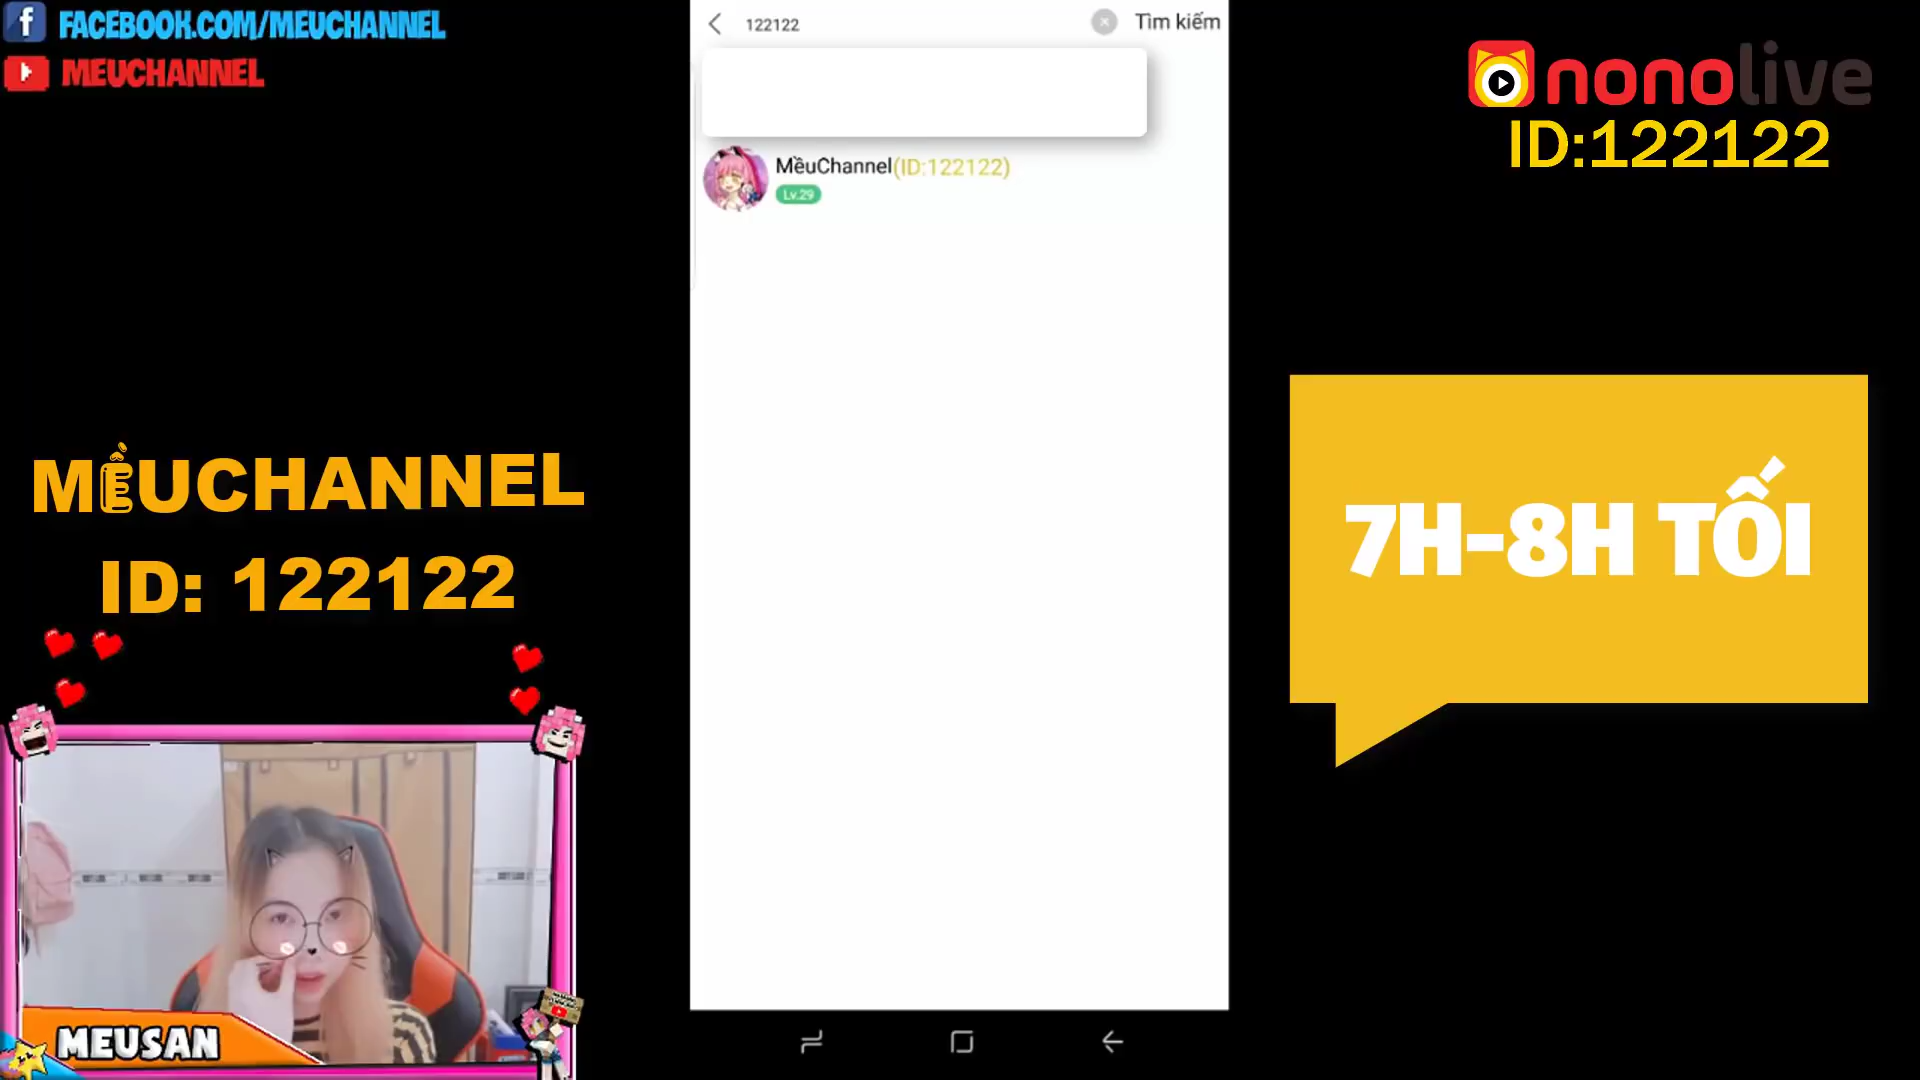 FACEBOOK.COM/MEUCHANNEL
MEUCHANNEL
122122
Tìm kiếm
MềuChannel(ID:122122)
Lv.29
nonolive
ID:122122
MỀUCHANNEL
ID: 122122
7H-8H TỐI
MEUSAN